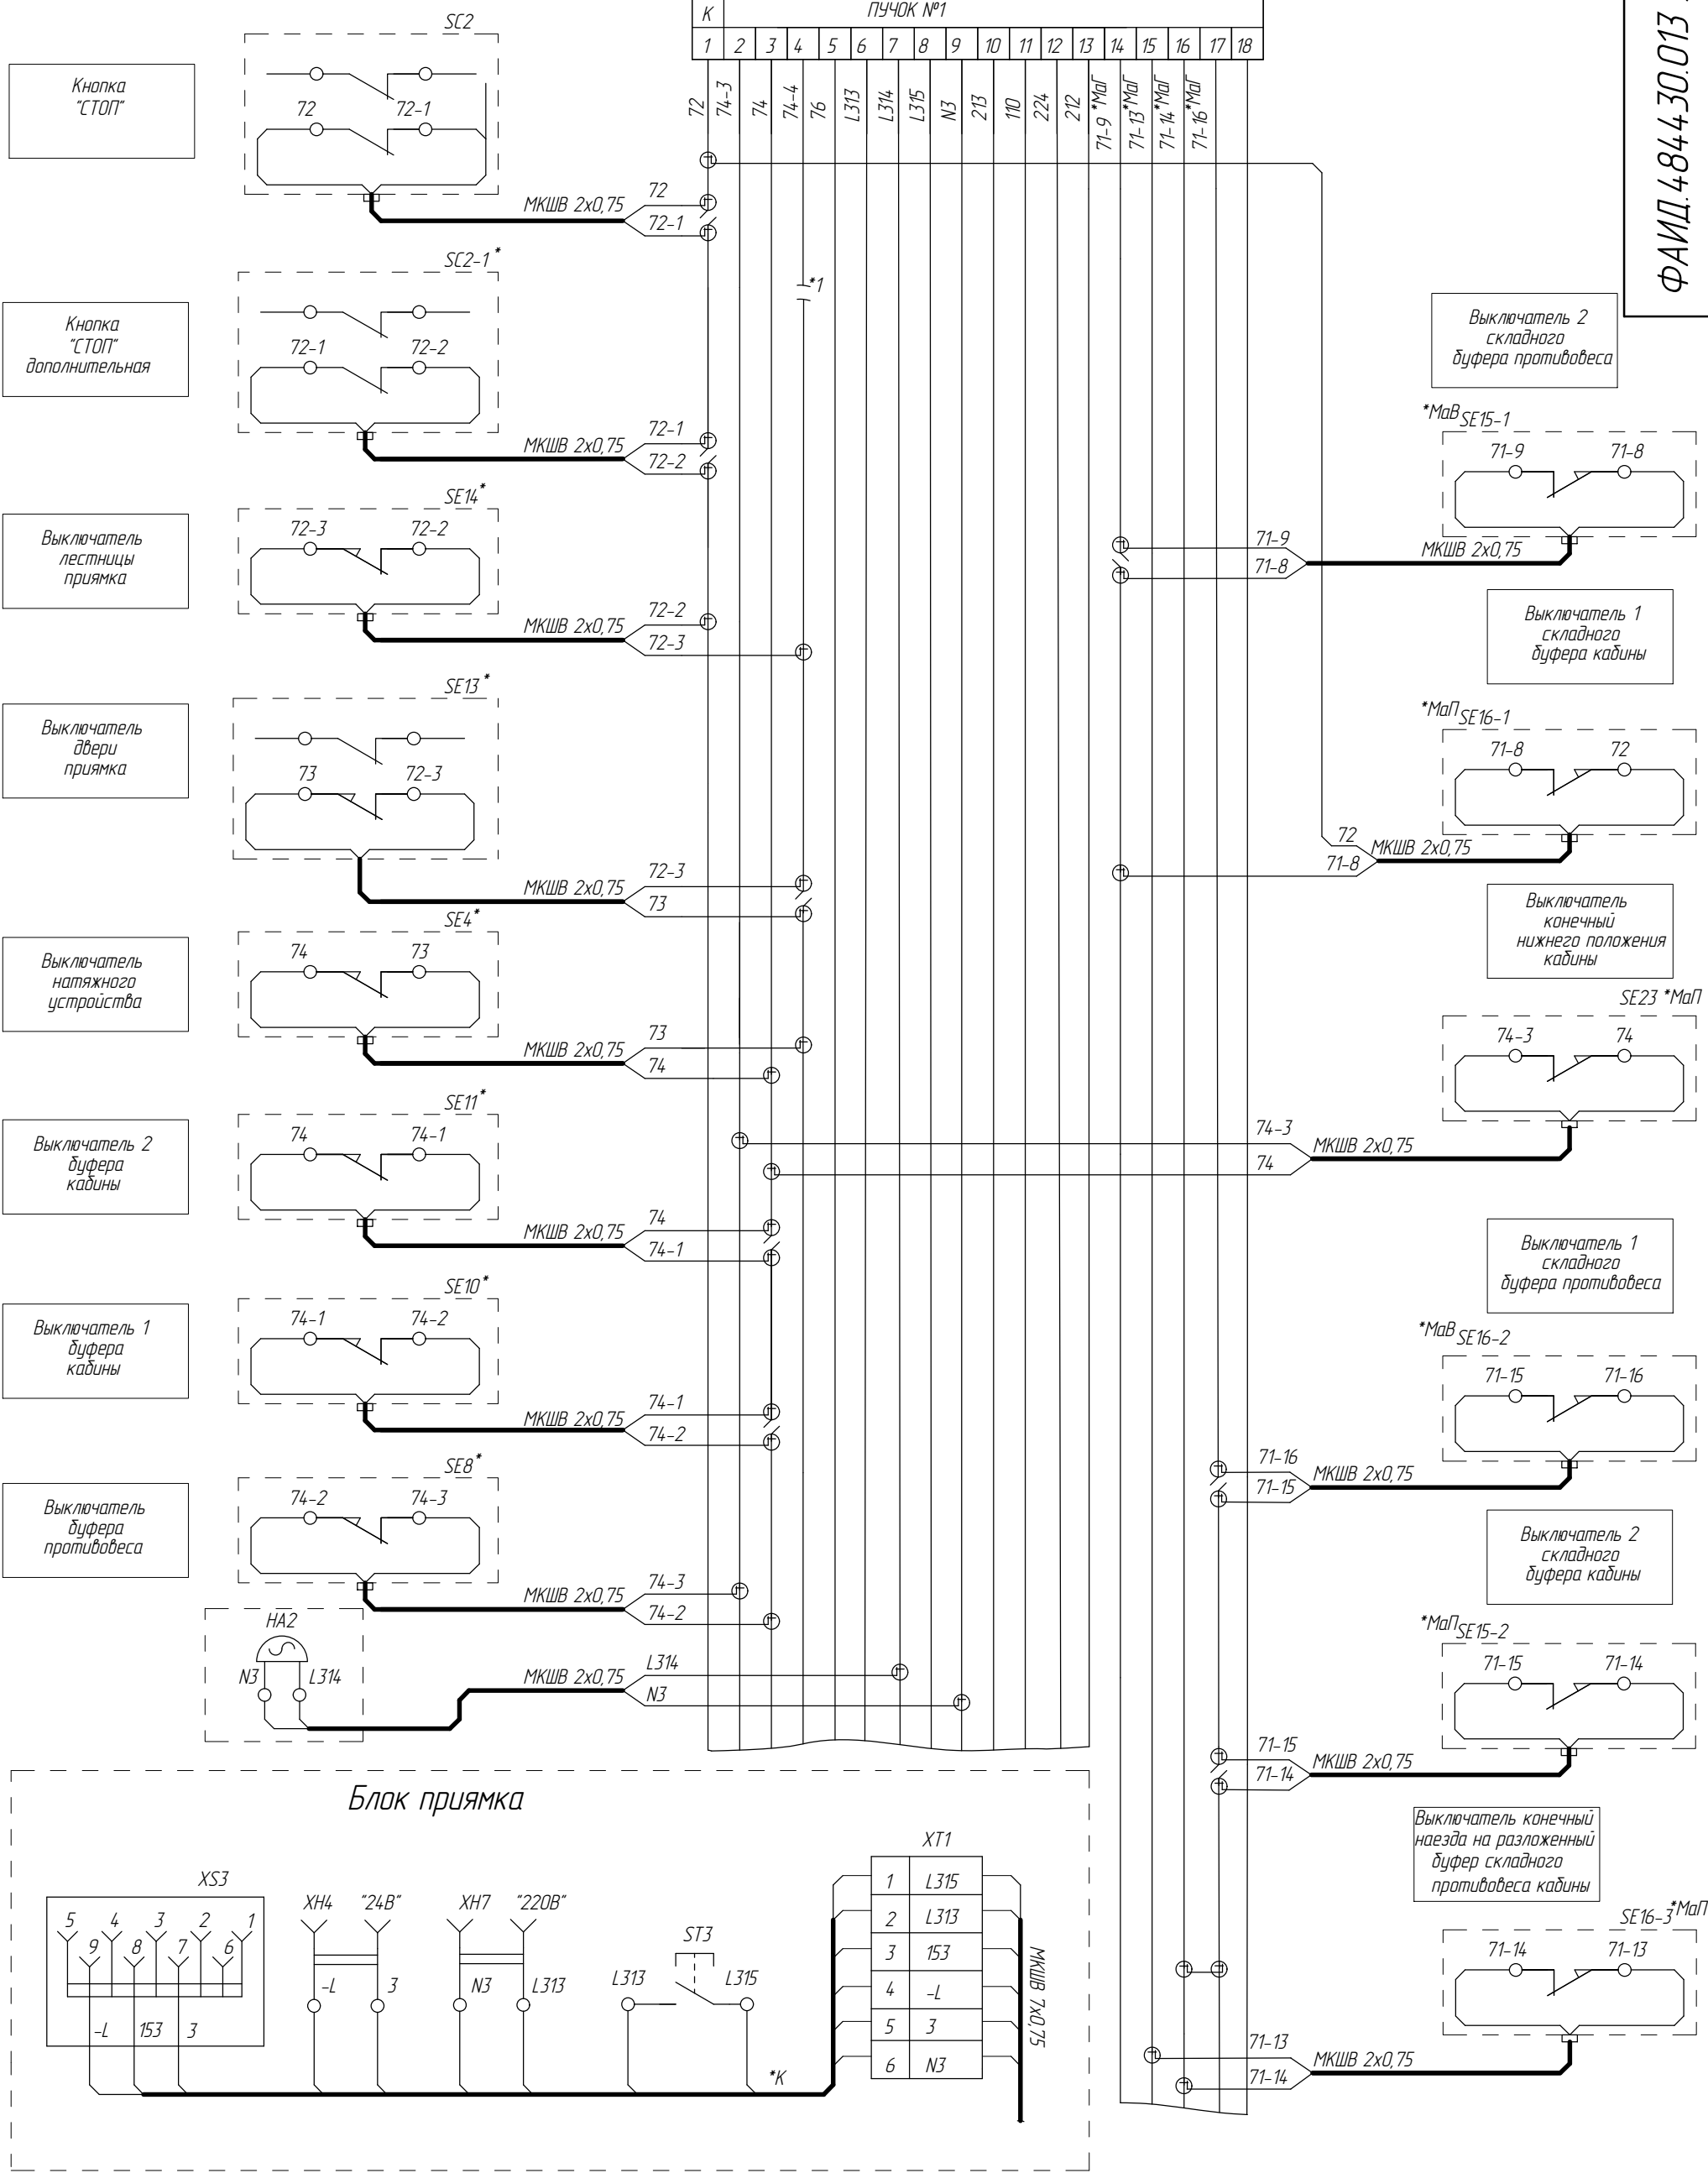 К
ПУЧОК №1
1 2 3 4 5 6 7 8 9 10 11 12 13 14 15 16 17 18
72
74-3
74
74-4
76
L313
L314
L315
N3
213
110
224
212
71-9 *МаГ
71-13*МаГ
71-14*МаГ
71-16*МаГ
ФАИД.484430.013
Кнопка
"СТОП"
SC2
72 72-1
МКШВ 2х0,75
72
72-1
*1
Кнопка
"СТОП"
дополнительная
SC2-1*
72-1 72-2
МКШВ 2х0,75
72-1
72-2
Выключатель
лестницы
приямка
SE14*
72-3 72-2
МКШВ 2х0,75
72-2
72-3
Выключатель
двери
приямка
SE13*
73 72-3
МКШВ 2х0,75
72-3
73
Выключатель
натяжного
устройства
SE4*
74 73
МКШВ 2х0,75
73
74
Выключатель 2
буфера
кабины
SE11*
74 74-1
МКШВ 2х0,75
74
74-1
Выключатель 1
буфера
кабины
SE10*
74-1 74-2
МКШВ 2х0,75
74-1
74-2
Выключатель
буфера
противовеса
SE8*
74-2 74-3
МКШВ 2х0,75
74-3
74-2
HA2
N3 L314
МКШВ 2х0,75
L314
N3
Выключатель 2
складного
буфера противовеса
*МаВ SE15-1
71-9 71-8
71-9
71-8
МКШВ 2х0,75
Выключатель 1
складного
буфера кабины
*МаП SE16-1
71-8 72
72
71-8
МКШВ 2х0,75
Выключатель
конечный
нижнего положения
кабины
SE23 *МаП
74-3 74
74-3
74
МКШВ 2х0,75
Выключатель 1
складного
буфера противовеса
*МаВ SE16-2
71-15 71-16
71-16
71-15
МКШВ 2х0,75
Выключатель 2
складного
буфера кабины
*МаП SE15-2
71-15 71-14
71-15
71-14
МКШВ 2х0,75
Выключатель конечный
наезда на разложенный
буфер складного
противовеса кабины
SE16-3 *МаП
71-14 71-13
71-13
71-14
МКШВ 2х0,75
Блок приямка
XS3
5 4 3 2 1
9 8 7 6
-L 153 3
XH4 "24В"
-L 3
XH7 "220В"
N3 L313
ST3
L313 L315
*К
XT1
1 L315
2 L313
3 153
4 -L
5 3
6 N3
МКШВ 7х0,75